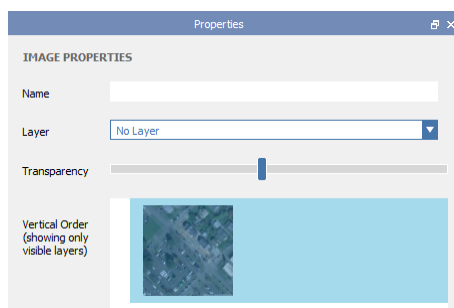 Properties
IMAGE PROPERTIES
Name
Layer
No Layer
Transparency
Vertical Order
(showing only
visible layers)